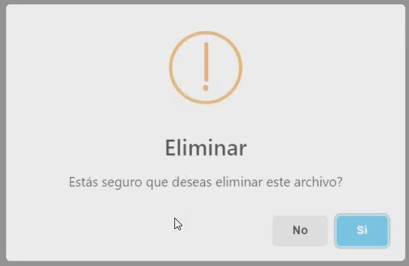 Eliminar
Estás seguro que deseas eliminar este archivo?
No
Si